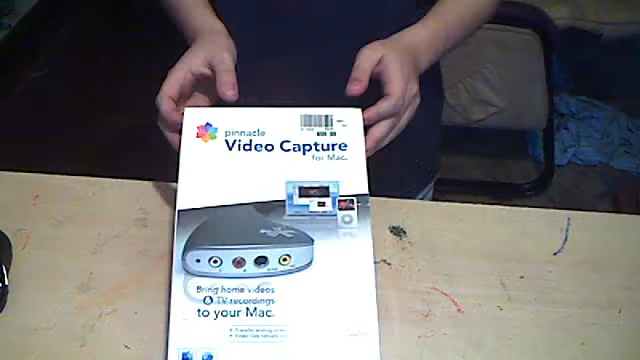 pinnacle
Video Capture
for Mac.
Bring home videos
& TV recordings
to your Mac.